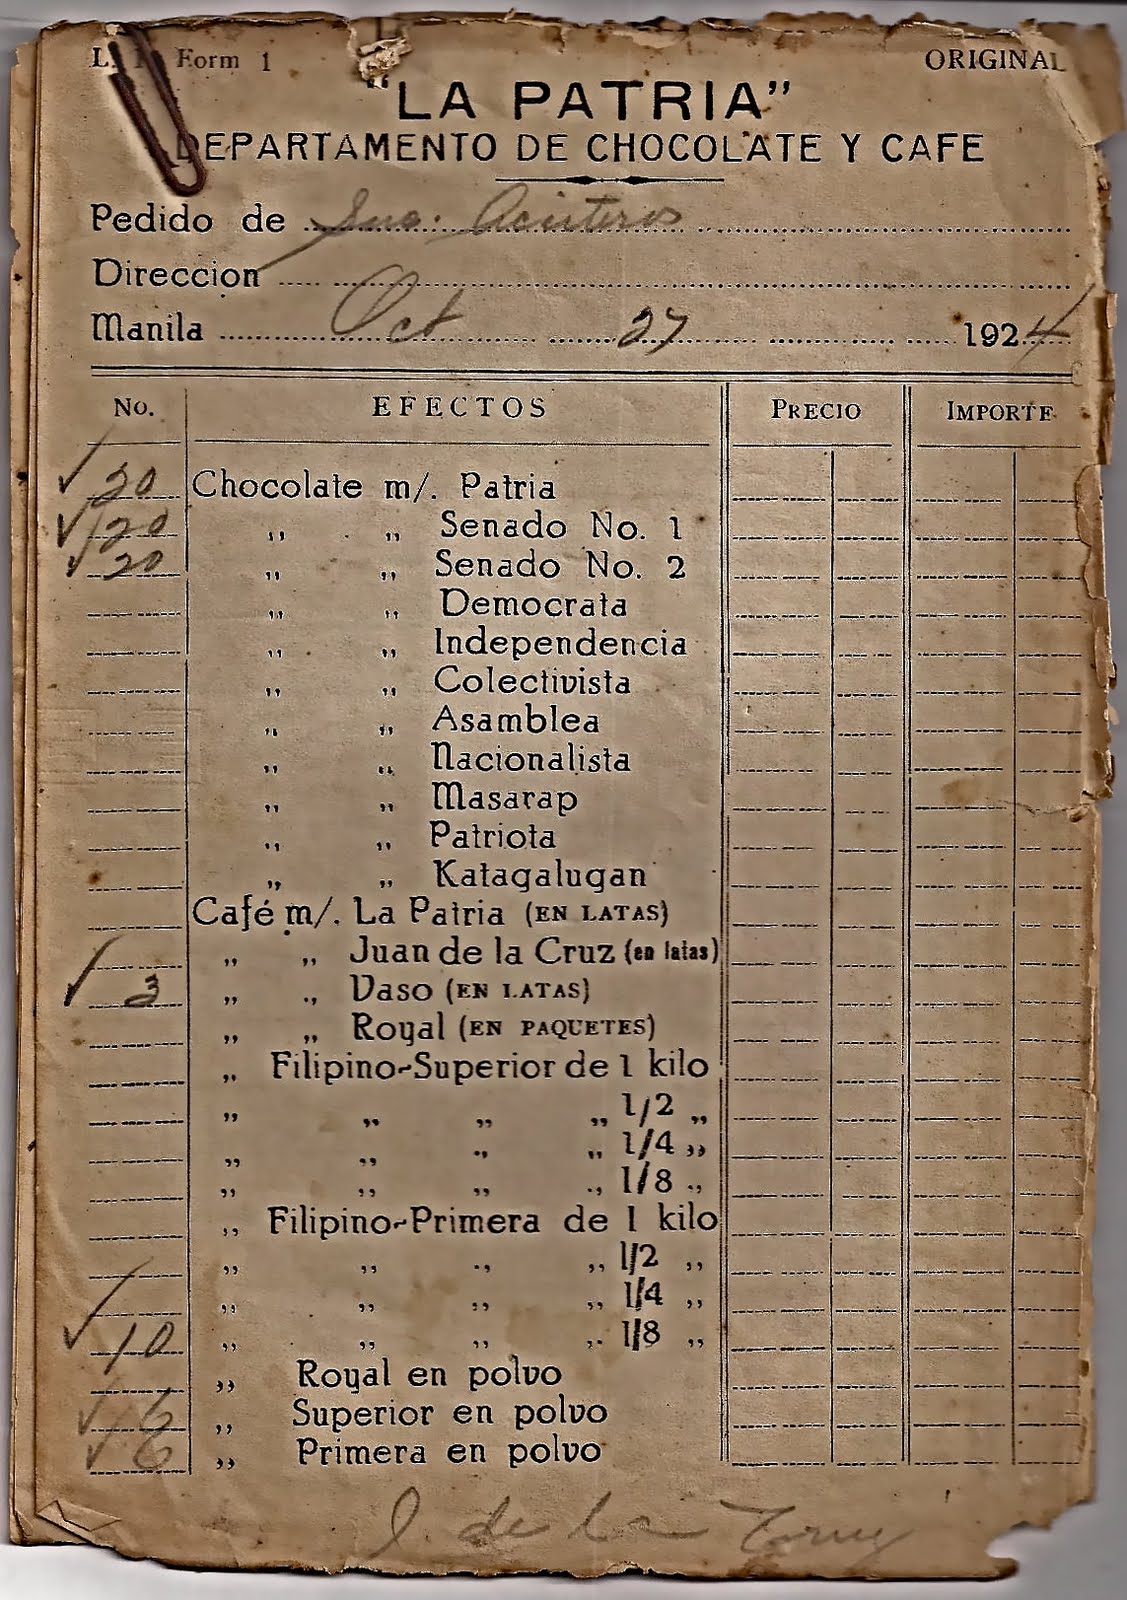 Form 1 ORIGINAL
"LA PATRIA"
DEPARTAMENTO DE CHOCOLATE Y CAFE
Pedido de Suc.
Direccion
Manila Oct 27 1924
No. EFECTOS PRECIO IMPORTE
✓ 20 Chocolate m/. Patria
✓ 20 ,, ,, Senado No. 1
✓ 20 ,, ,, Senado No. 2
,, ,, Democrata
,, ,, Independencia
,, ,, Colectivista
,, ,, Asamblea
,, ,, Nacionalista
,, ,, Masarap
,, ,, Patriota
,, ,, Katagalugan
Café m/. La Patria (EN LATAS)
,, ,, Juan de la Cruz (en latas)
✓ 3 ,, ,, Vaso (EN LATAS)
,, ,, Royal (EN PAQUETES)
,, Filipino-Superior de 1 kilo
,, ,, ,, ,, 1/2 ,,
,, ,, ,, ,, 1/4 ,,
,, ,, ,, ,, 1/8 ,,
,, Filipino-Primera de 1 kilo
,, ,, ,, ,, 1/2 ,,
,, ,, ,, ,, 1/4 ,,
✓ 10 ,, ,, ,, ,, 1/8 ,,
,, Royal en polvo
✓ 6 ,, Superior en polvo
✓ 6 ,, Primera en polvo
J. de la